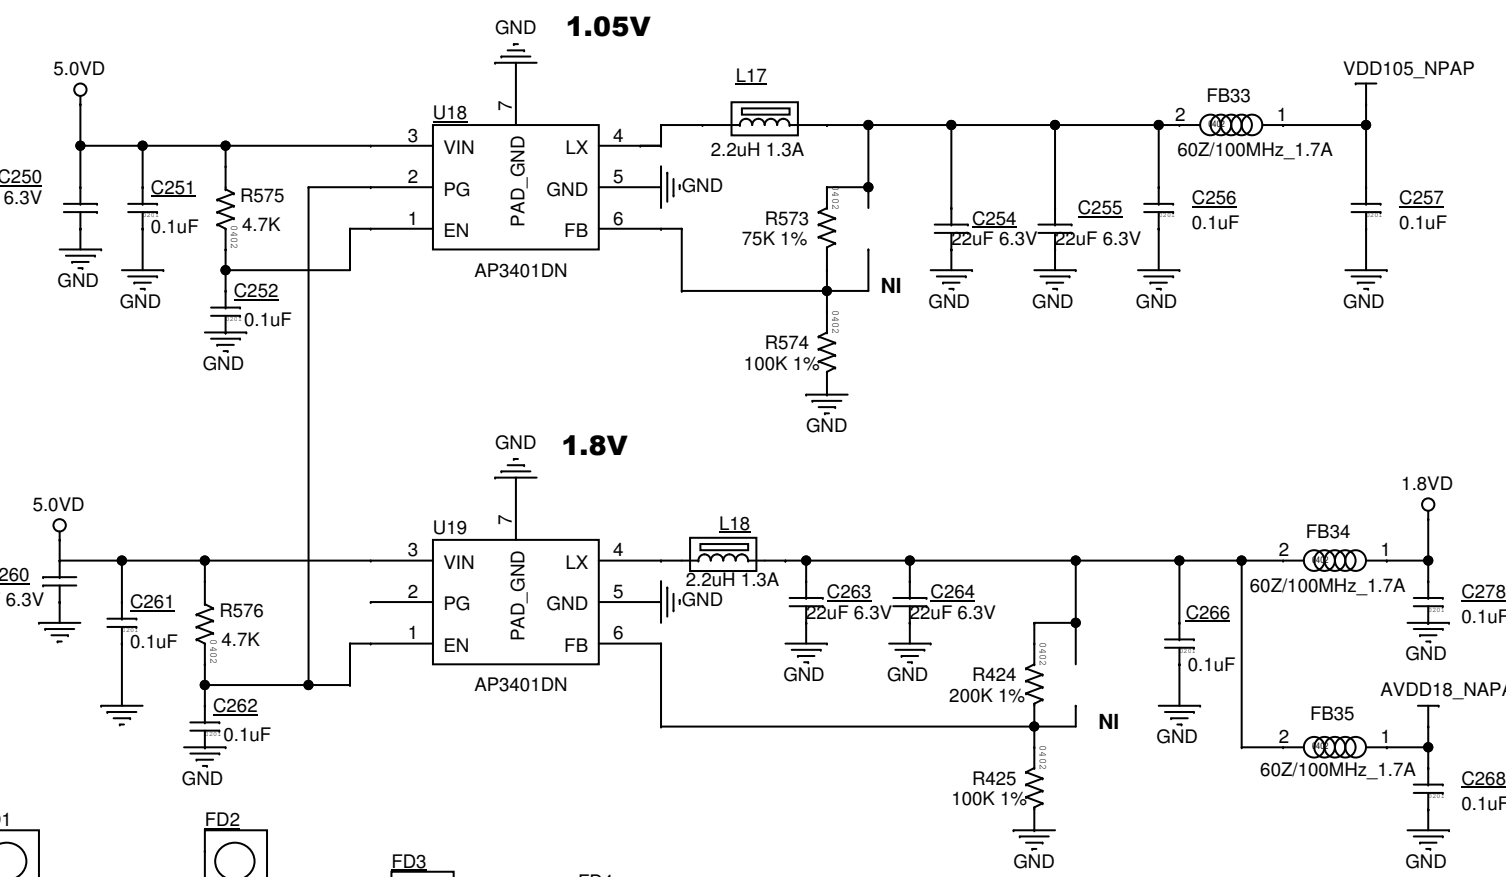 GND 1.05V
5.0VD
VDD105_NPAP
L17
FB33
7
U18
2 1
3 VIN LX 4
2.2uH 1.3A
60Z/100MHz_1.7A
C250
6.3V
C251
0.1uF
R575
4.7K
0402
2 PG GND 5 GND
PAD_GND
1 EN FB 6
AP3401DN
0402
R573
75K 1%
C254
22uF 6.3V
C255
22uF 6.3V
C256
0.1uF
C257
0.1uF
GND
GND
C252
0.1uF
GND
NI
GND
GND
GND
GND
0402
R574
100K 1%
GND
GND 1.8V
5.0VD
1.8VD
7
U19
L18
FB34
2 1
3 VIN LX 4
2.2uH 1.3A
60Z/100MHz_1.7A
260
6.3V
C261
0.1uF
R576
4.7K
0402
2 PG GND 5 GND
PAD_GND
1 EN FB 6
AP3401DN
C263
22uF 6.3V
C264
22uF 6.3V
C266
0.1uF
C278
0.1uF
GND
GND
GND
0402
R424
200K 1%
AVDD18_NAPA
C262
0.1uF
GND
NI
GND
FB35
2 1
60Z/100MHz_1.7A
0402
R425
100K 1%
C268
0.1uF
GND
GND
FD2
FD3